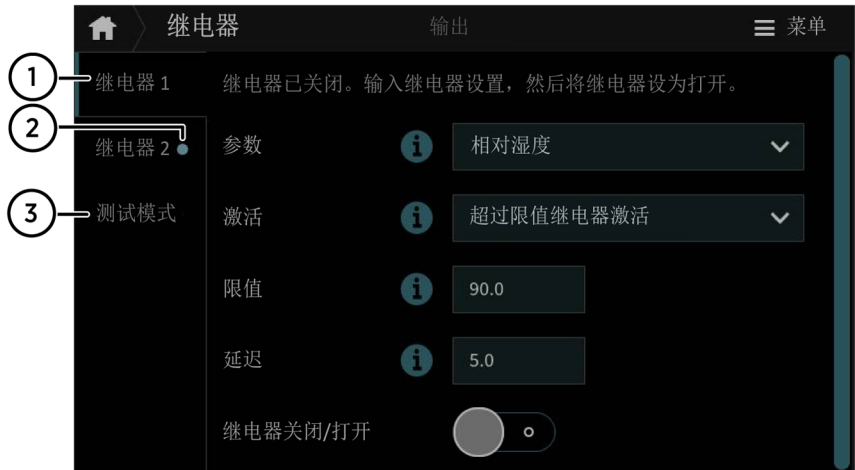 继电器
输出
菜单
1
继电器 1
继电器已关闭。输入继电器设置，然后将继电器设为打开。
2
继电器 2
参数
i
相对湿度
3
测试模式
激活
i
超过限值继电器激活
限值
i
90.0
延迟
i
5.0
继电器关闭/打开